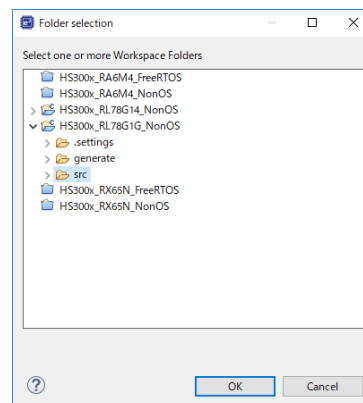 Folder selection
Select one or more Workspace Folders
HS300x_RA6M4_FreeRTOS
HS300x_RA6M4_NonOS
HS300x_RL78G14_NonOS
HS300x_RL78G1G_NonOS
.settings
generate
src
HS300x_RX65N_FreeRTOS
HS300x_RX65N_NonOS
OK Cancel